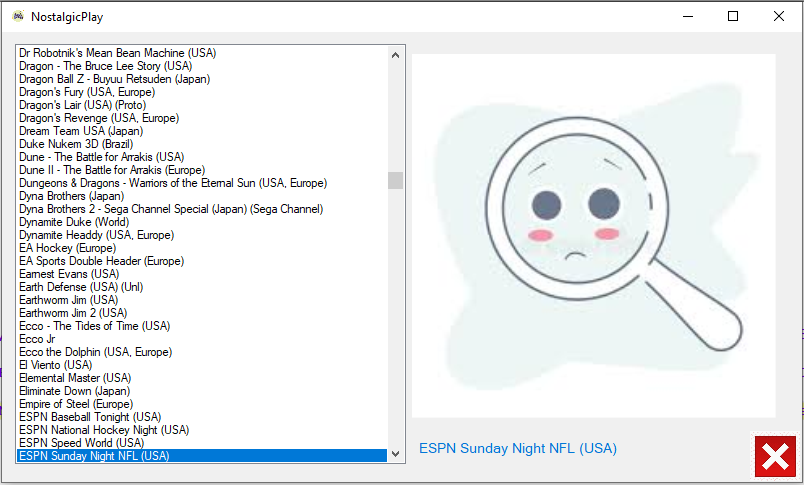 NostalgicPlay
Dr Robotnik's Mean Bean Machine (USA)
Dragon - The Bruce Lee Story (USA)
Dragon Ball Z - Buyuu Retsuden (Japan)
Dragon's Fury (USA, Europe)
Dragon's Lair (USA) (Proto)
Dragon's Revenge (USA, Europe)
Dream Team USA (Japan)
Duke Nukem 3D (Brazil)
Dune - The Battle for Arrakis (USA)
Dune II - The Battle for Arrakis (Europe)
Dungeons & Dragons - Warriors of the Eternal Sun (USA, Europe)
Dyna Brothers (Japan)
Dyna Brothers 2 - Sega Channel Special (Japan) (Sega Channel)
Dynamite Duke (World)
Dynamite Headdy (USA, Europe)
EA Hockey (Europe)
EA Sports Double Header (Europe)
Earnest Evans (USA)
Earth Defense (USA) (Unl)
Earthworm Jim (USA)
Earthworm Jim 2 (USA)
Ecco - The Tides of Time (USA)
Ecco Jr
Ecco the Dolphin (USA, Europe)
El Viento (USA)
Elemental Master (USA)
Eliminate Down (Japan)
Empire of Steel (Europe)
ESPN Baseball Tonight (USA)
ESPN National Hockey Night (USA)
ESPN Speed World (USA)
ESPN Sunday Night NFL (USA)
ESPN Sunday Night NFL (USA)